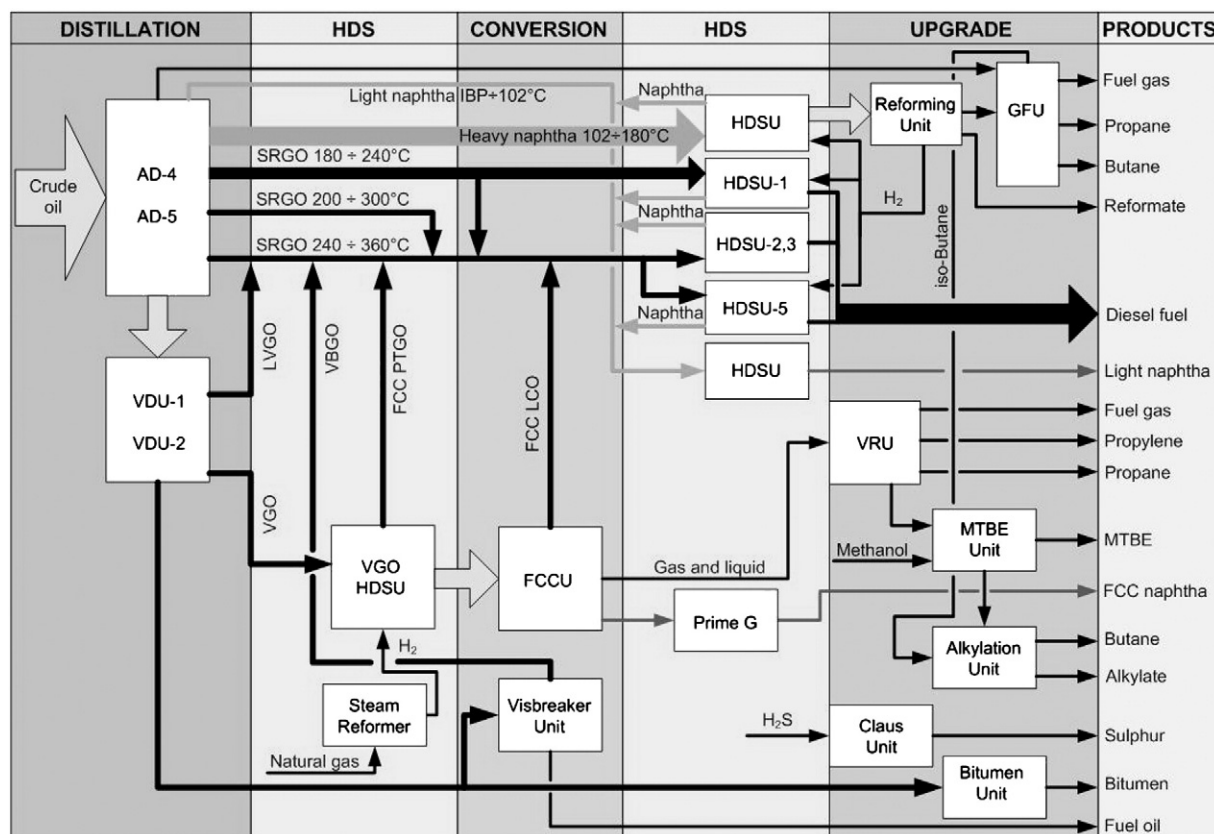 DISTILLATION
HDS
CONVERSION
HDS
UPGRADE
PRODUCTS
Crude
oil
AD-4
AD-5
Light naphtha IBP÷102°C
Heavy naphtha 102÷180°C
SRGO 180 ÷ 240°C
SRGO 200 ÷ 300°C
SRGO 240 ÷ 360°C
Naphtha
HDSU
HDSU-1
Naphtha
HDSU-2,3
HDSU-5
Naphtha
HDSU
Reforming
Unit
GFU
H₂
iso-Butane
Fuel gas
Propane
Butane
Reformate
Diesel fuel
Light naphtha
VDU-1
VDU-2
LVGO
VBGO
FCC PTGO
FCC LCO
VGO
VRU
Fuel gas
Propylene
Propane
VGO
HDSU
FCCU
Gas and liquid
Prime G
Methanol
MTBE
Unit
MTBE
FCC naphtha
Alkylation
Unit
Butane
Alkylate
H₂
Steam
Reformer
Natural gas
Visbreaker
Unit
H₂S
Claus
Unit
Sulphur
Bitumen
Unit
Bitumen
Fuel oil